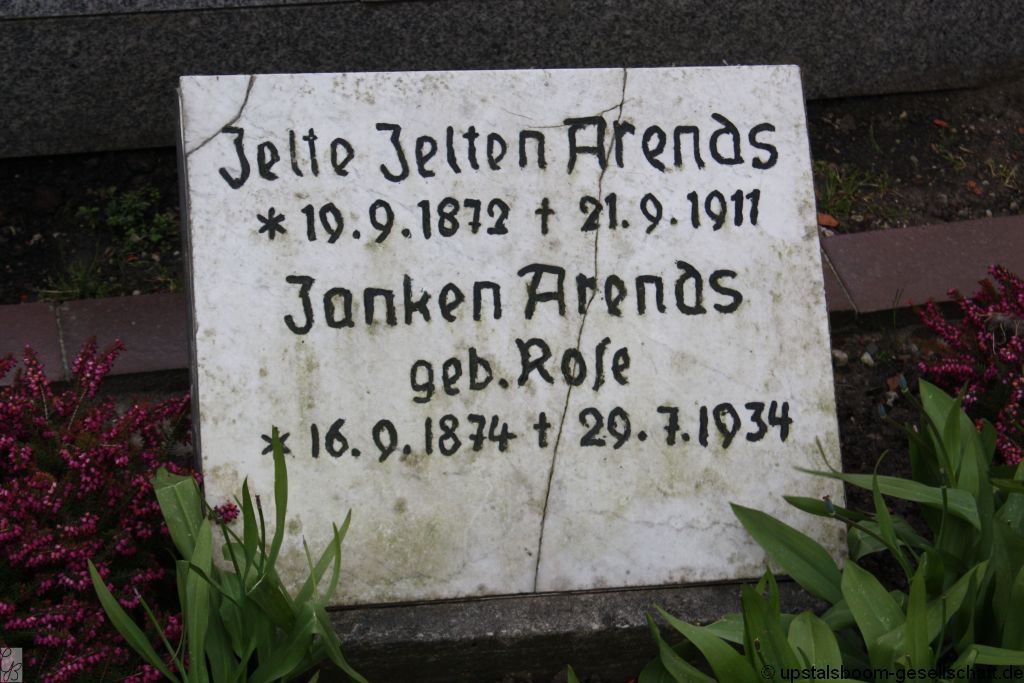 Jelte Jelten Arends
* 19.9.1872 † 21.9.1911
Janken Arends
geb. Roſe
* 16.9.1874 † 29.7.1934
© upstalsboom-gesellschaft.de